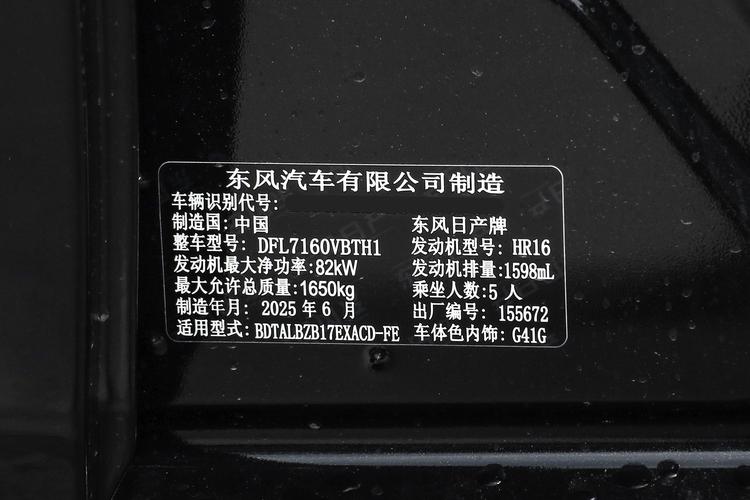 东风汽车有限公司制造
车辆识别代号:
制造国: 中国 东风日产牌
整车型号: DFL7160VBTH1 发动机型号: HR16
发动机最大净功率: 82kW 发动机排量: 1598mL
最大允许总质量: 1650kg 乘坐人数: 5 人
制造年月: 2025 年 6 月 出厂编号: 155672
适用型式: BDTALBZB17EXACD-FE 车体色内饰: G41G